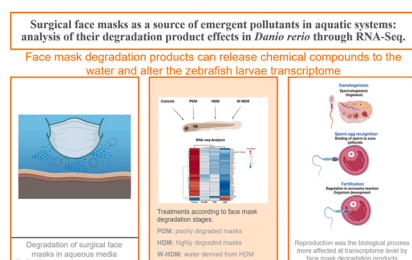 Surgical face masks as a source of emergent pollutants in aquatic systems:
analysis of their degradation product effects in Danio rerio through RNA-Seq.
Face mask degradation products can release chemical compounds to the
water and alter the zebrafish larvae transcriptome
Degradation of surgical face
masks in aqueous media
Controls PDM HDM W-HDM
RNA-seq Analysis
Treatments according to face mask
degradation stages:
PDM: poorly degraded masks
HDM: highly degraded masks
W-HDM: water derived from HDM
Gametogenesis
Spermatogenesis
Oogenesis
Sperm-egg recognition
Binding of sperm to zona
pellucida
Fertilization
Regulation to acrosome reaction
Organism development
Reproduction was the biological process
more affected at transcriptome level by
face mask degradation products